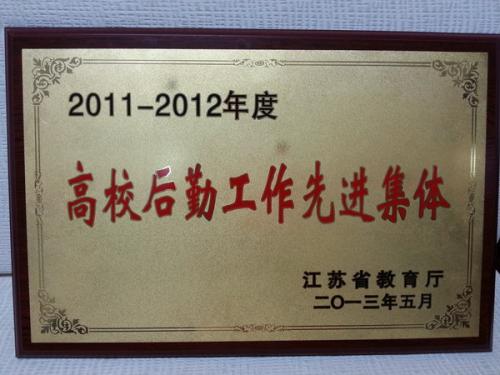 2011-2012年度
高校后勤工作先进集体
江苏省教育厅
二〇一三年五月